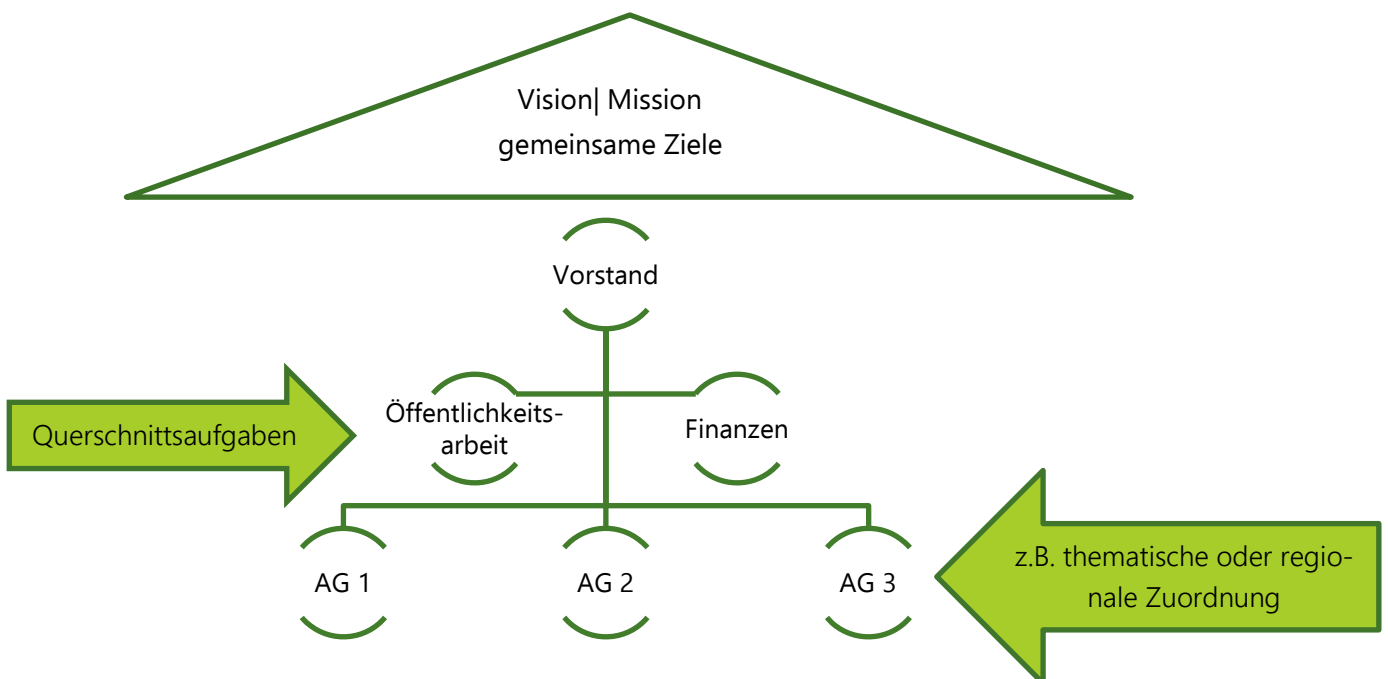 Vision| Mission
gemeinsame Ziele
Vorstand
Öffentlichkeits-
arbeit
Finanzen
Querschnittsaufgaben
AG 1
AG 2
AG 3
z.B. thematische oder regio-
nale Zuordnung